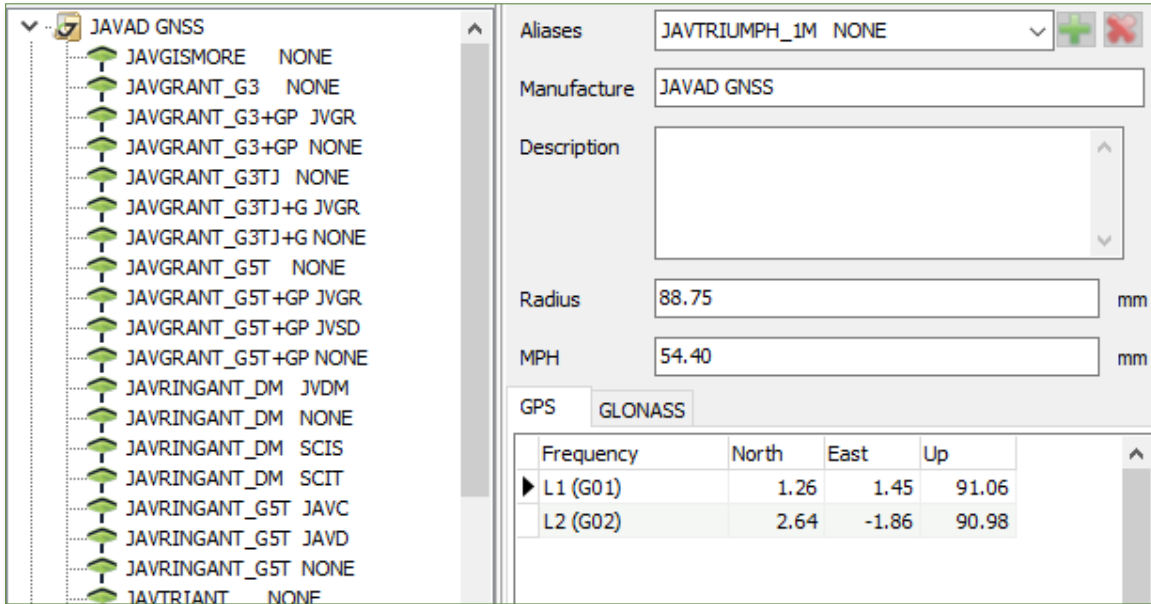 JAVAD GNSS
JAVGISMORE NONE
JAVGRANT_G3 NONE
JAVGRANT_G3+GP JVGR
JAVGRANT_G3+GP NONE
JAVGRANT_G3TJ NONE
JAVGRANT_G3TJ+G JVGR
JAVGRANT_G3TJ+G NONE
JAVGRANT_G5T NONE
JAVGRANT_G5T+GP JVGR
JAVGRANT_G5T+GP JVSD
JAVGRANT_G5T+GP NONE
JAVRINGANT_DM JVDM
JAVRINGANT_DM NONE
JAVRINGANT_DM SCIS
JAVRINGANT_DM SCIT
JAVRINGANT_G5T JAVC
JAVRINGANT_G5T JAVD
JAVRINGANT_G5T NONE
JAVTRIANT NONE
Aliases JAVTRIUMPH_1M NONE
Manufacture JAVAD GNSS
Description
Radius 88.75 mm
MPH 54.40 mm
GPS GLONASS
Frequency North East Up
L1 (G01) 1.26 1.45 91.06
L2 (G02) 2.64 -1.86 90.98